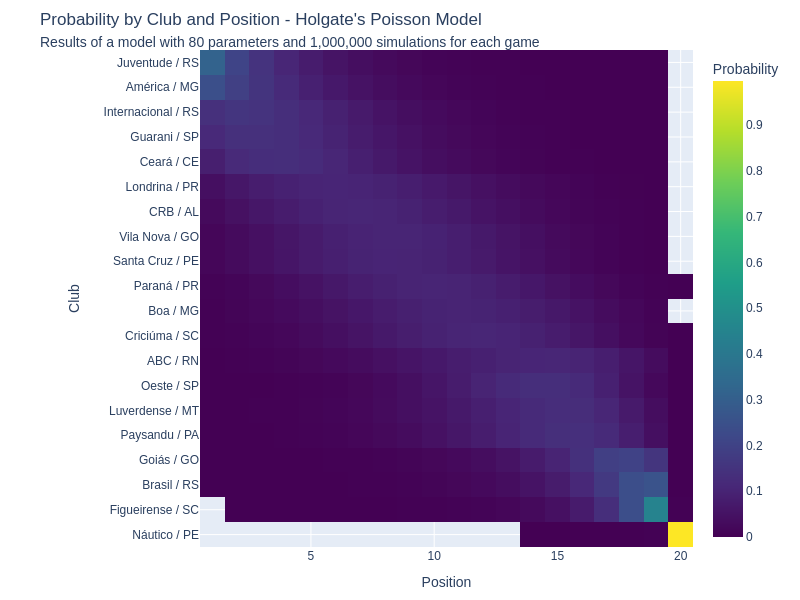 Probability by Club and Position - Holgate's Poisson Model
Results of a model with 80 parameters and 1,000,000 simulations for each game
Probability
Juventude / RS
América / MG
Internacional / RS
Guarani / SP
Ceará / CE
Londrina / PR
CRB / AL
Vila Nova / GO
Santa Cruz / PE
Paraná / PR
Boa / MG
Criciúma / SC
ABC / RN
Oeste / SP
Luverdense / MT
Paysandu / PA
Goiás / GO
Brasil / RS
Figueirense / SC
Náutico / PE
Club
5
10
15
20
Position
0.9
0.8
0.7
0.6
0.5
0.4
0.3
0.2
0.1
0